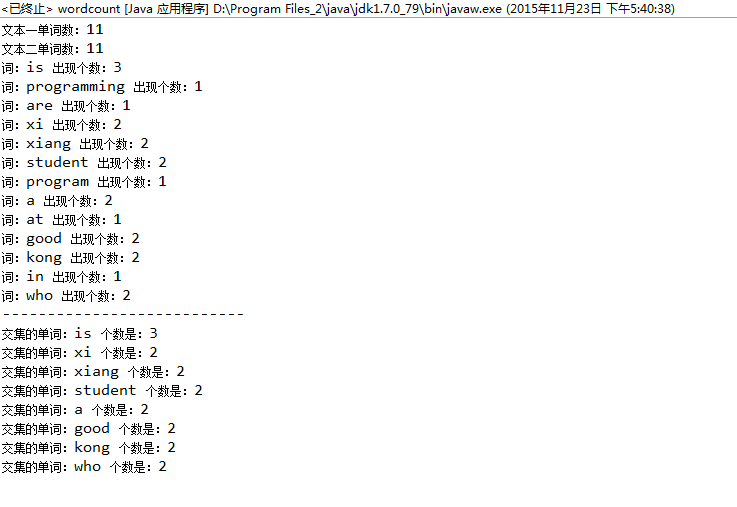 <已终止> wordcount [Java 应用程序] D:\Program Files_2\java\jdk1.7.0_79\bin\javaw.exe (2015年11月23日 下午5:40:38)
文本一单词数：11
文本二单词数：11
词：is 出现个数：3
词：programming 出现个数：1
词：are 出现个数：1
词：xi 出现个数：2
词：xiang 出现个数：2
词：student 出现个数：2
词：program 出现个数：1
词：a 出现个数：2
词：at 出现个数：1
词：good 出现个数：2
词：kong 出现个数：2
词：in 出现个数：1
词：who 出现个数：2
---------------------------
交集的单词：is 个数是：3
交集的单词：xi 个数是：2
交集的单词：xiang 个数是：2
交集的单词：student 个数是：2
交集的单词：a 个数是：2
交集的单词：good 个数是：2
交集的单词：kong 个数是：2
交集的单词：who 个数是：2